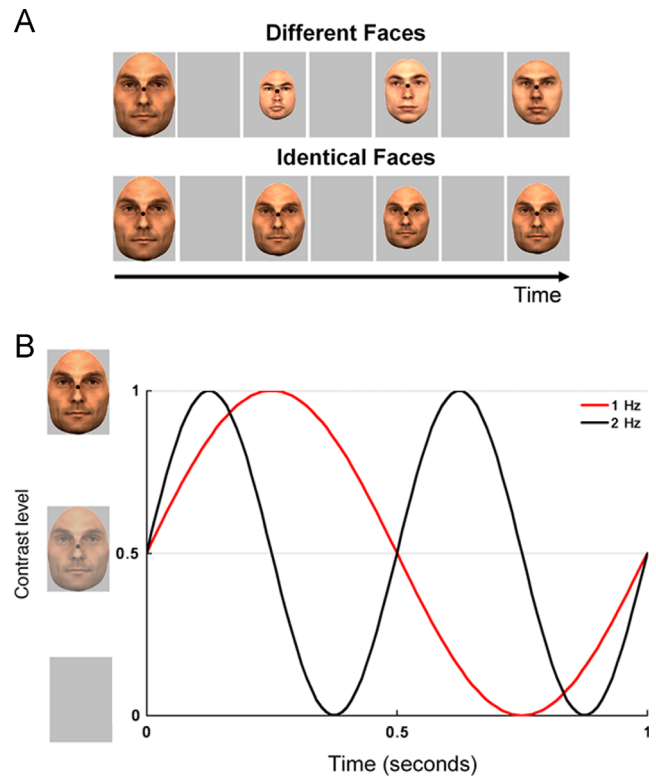 A
Different Faces
Identical Faces
Time
B
Contrast level
1
0.5
0
1 Hz
2 Hz
0
0.5
1
Time (seconds)